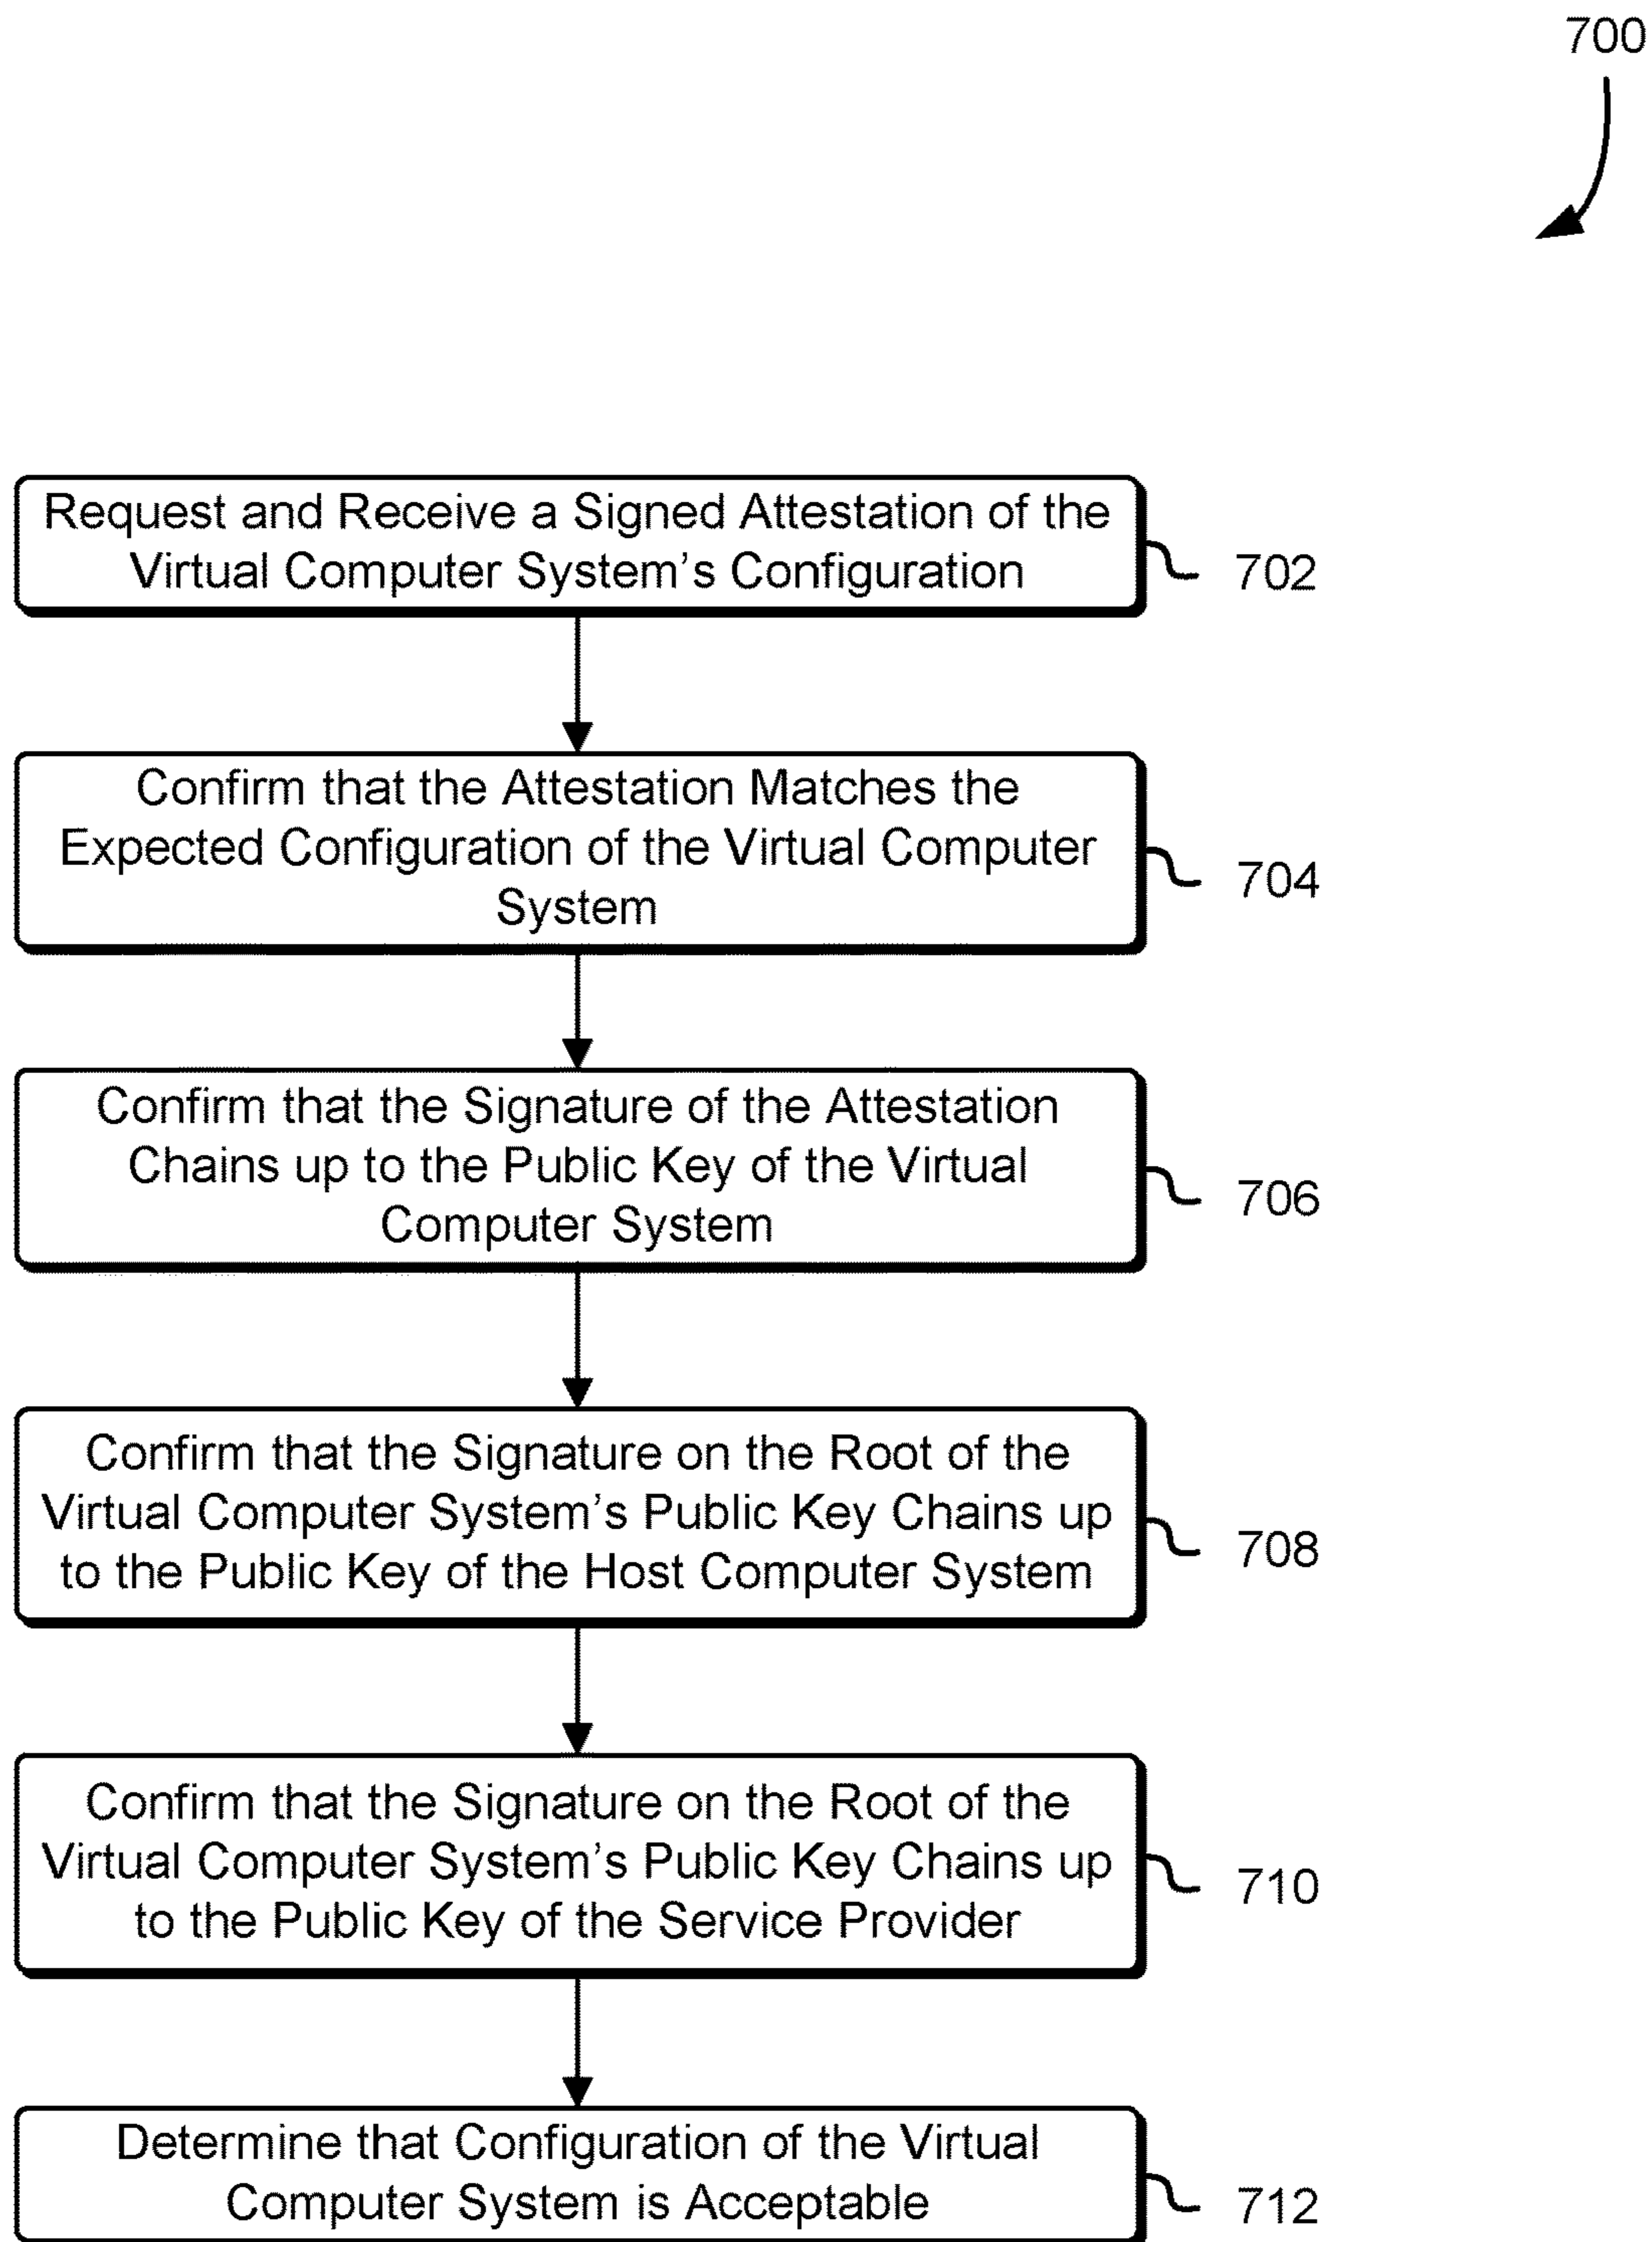 700
Request and Receive a Signed Attestation of the
Virtual Computer System's Configuration
702
Confirm that the Attestation Matches the
Expected Configuration of the Virtual Computer
System
704
Confirm that the Signature of the Attestation
Chains up to the Public Key of the Virtual
Computer System
706
Confirm that the Signature on the Root of the
Virtual Computer System's Public Key Chains up
to the Public Key of the Host Computer System
708
Confirm that the Signature on the Root of the
Virtual Computer System's Public Key Chains up
to the Public Key of the Service Provider
710
Determine that Configuration of the Virtual
Computer System is Acceptable
712